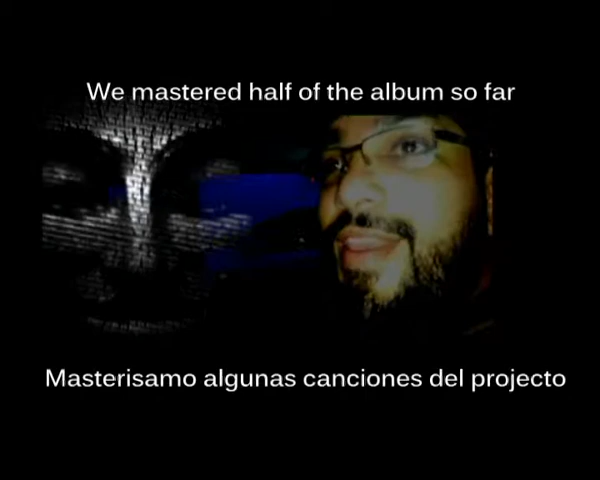 We mastered half of the album so far
Masterisamo algunas canciones del projecto